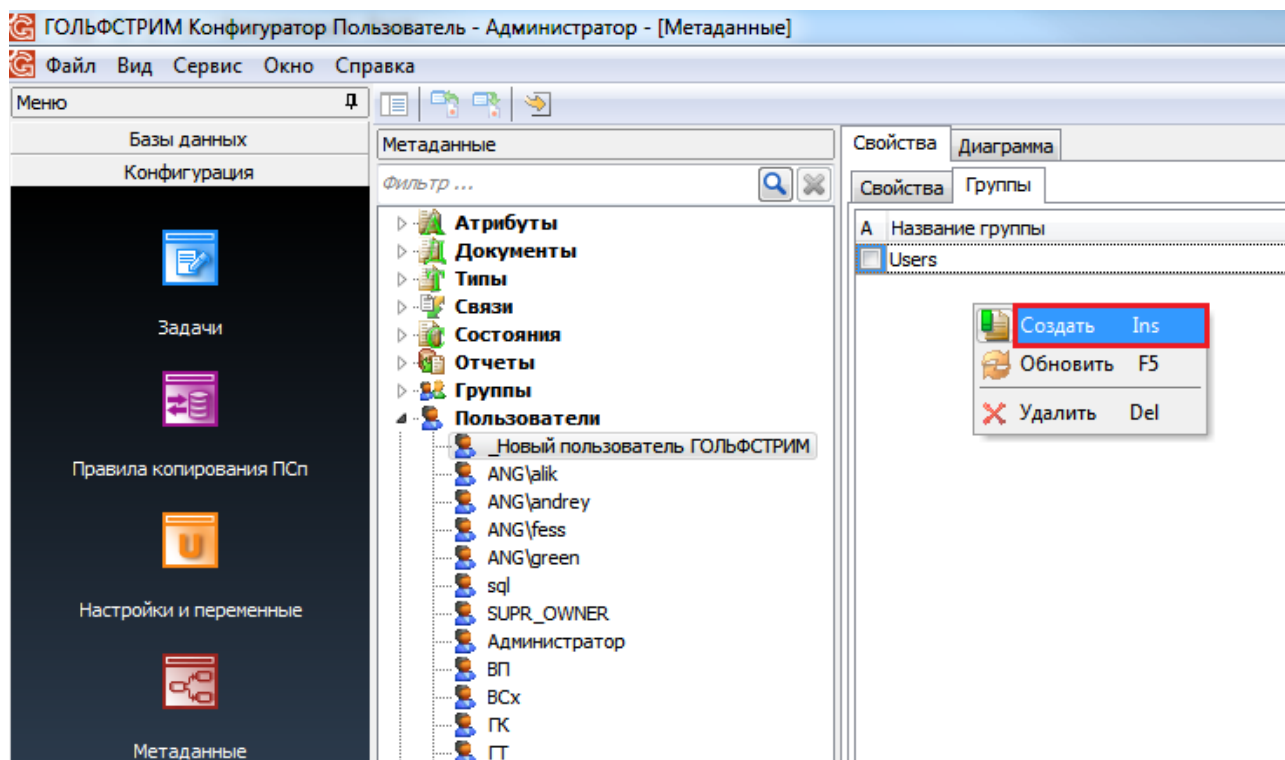 ГОЛЬФСТРИМ Конфигуратор Пользователь - Администратор - [Метаданные]
Файл Вид Сервис Окно Справка
Меню
Базы данных
Конфигурация
Задачи
Правила копирования ПСп
Настройки и переменные
Метаданные
Метаданные
Фильтр ...
Атрибуты
Документы
Типы
Связи
Состояния
Отчеты
Группы
Пользователи
_Новый пользователь ГОЛЬФСТРИМ
ANG\alik
ANG\andrey
ANG\fess
ANG\green
sql
SUPR_OWNER
Администратор
ВП
ВСх
ГК
ГТ
Свойства Диаграмма
Свойства Группы
А Название группы
Users
Создать Ins
Обновить F5
Удалить Del